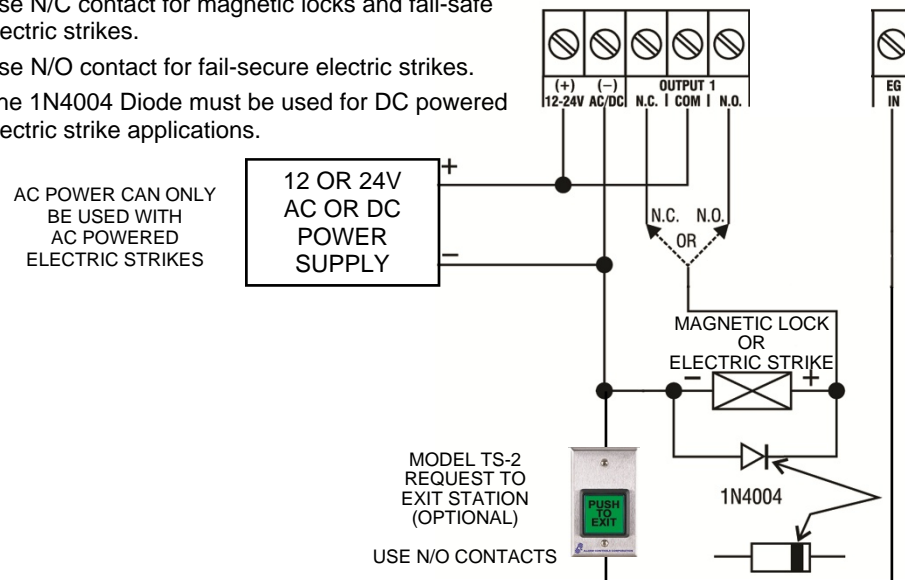 se N/C contact for magnetic locks and fail-safe
ectric strikes.
se N/O contact for fail-secure electric strikes.
he 1N4004 Diode must be used for DC powered
ectric strike applications.
(+) (–) OUTPUT 1
12-24V AC/DC N.C. | COM | N.O.
EG
IN
AC POWER CAN ONLY
BE USED WITH
AC POWERED
ELECTRIC STRIKES
12 OR 24V
AC OR DC
POWER
SUPPLY
+
–
N.C. N.O.
OR
MAGNETIC LOCK
OR
ELECTRIC STRIKE
– +
1N4004
MODEL TS-2
REQUEST TO
EXIT STATION
(OPTIONAL)
USE N/O CONTACTS
PUSH
TO
EXIT
ALARM CONTROLS CORPORATION